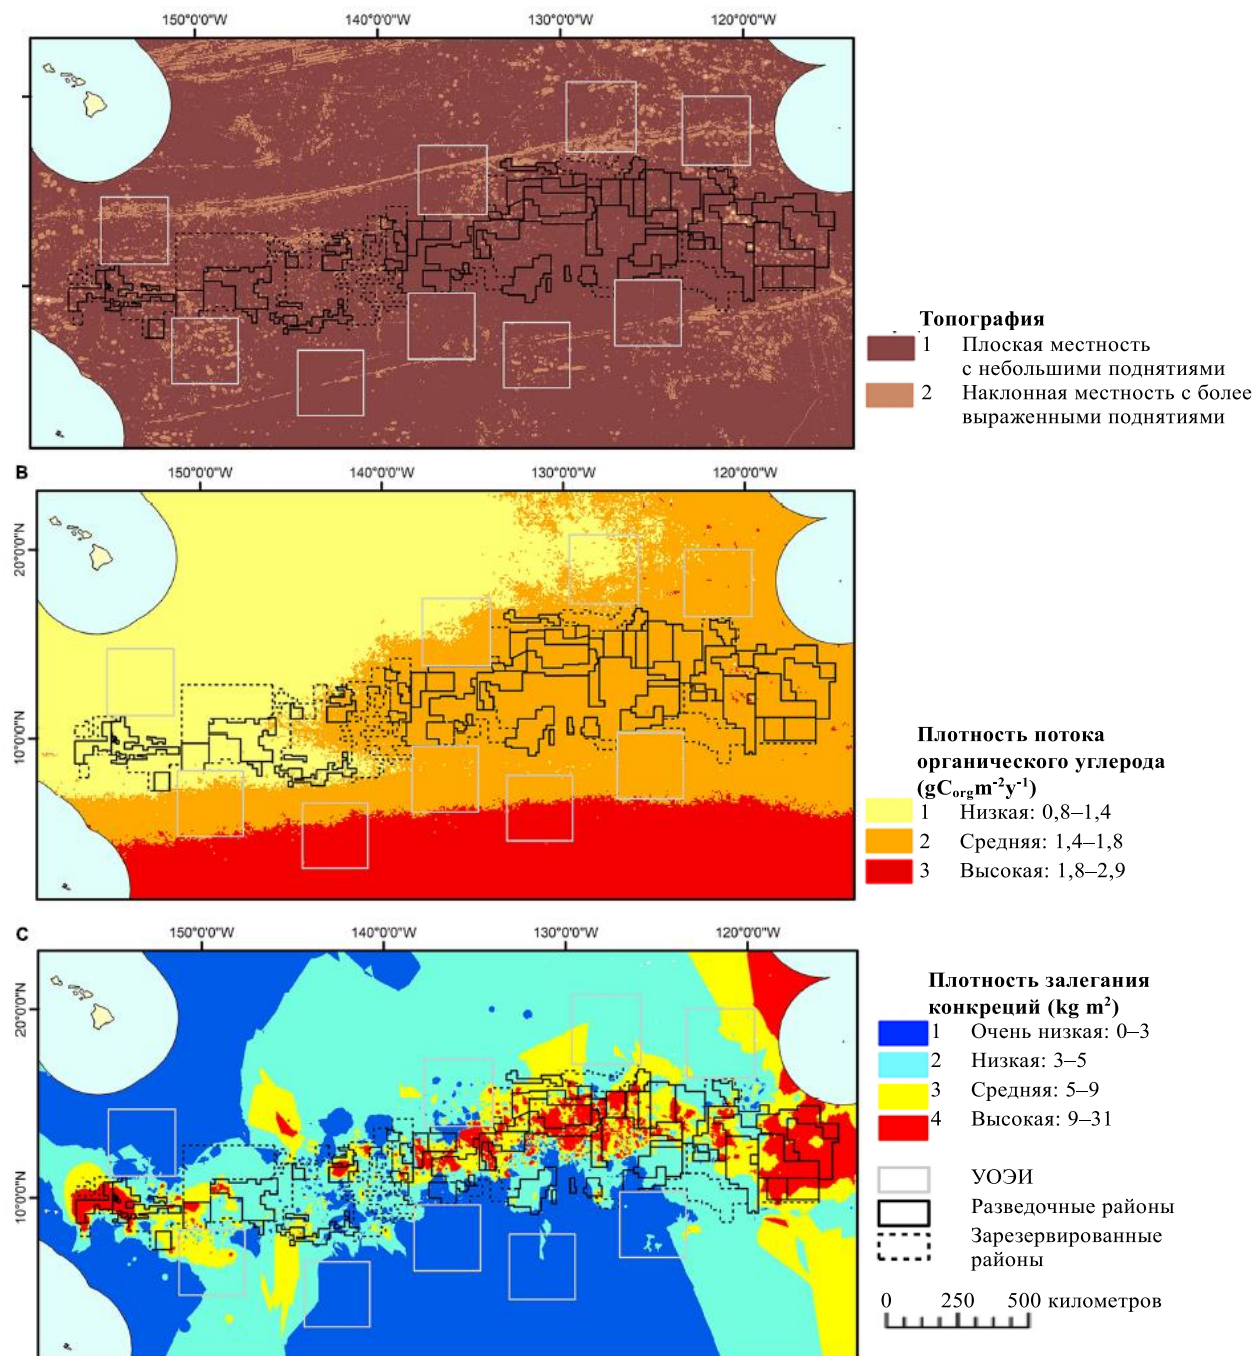 150°0'0"W 140°0'0"W 130°0'0"W 120°0'0"W
Топография
1 Плоская местность
с небольшими поднятиями
2 Наклонная местность с более
выраженными поднятиями
B
150°0'0"W 140°0'0"W 130°0'0"W 120°0'0"W
20°0'0"N
10°0'0"N
Плотность потока
органического углерода
(gCorgm-2y-1)
1 Низкая: 0,8–1,4
2 Средняя: 1,4–1,8
3 Высокая: 1,8–2,9
C
150°0'0"W 140°0'0"W 130°0'0"W 120°0'0"W
20°0'0"N
10°0'0"N
Плотность залегания
конкреций (kg m2)
1 Очень низкая: 0–3
2 Низкая: 3–5
3 Средняя: 5–9
4 Высокая: 9–31
УОЭИ
Разведочные районы
Зарезервированные
районы
0 250 500 километров